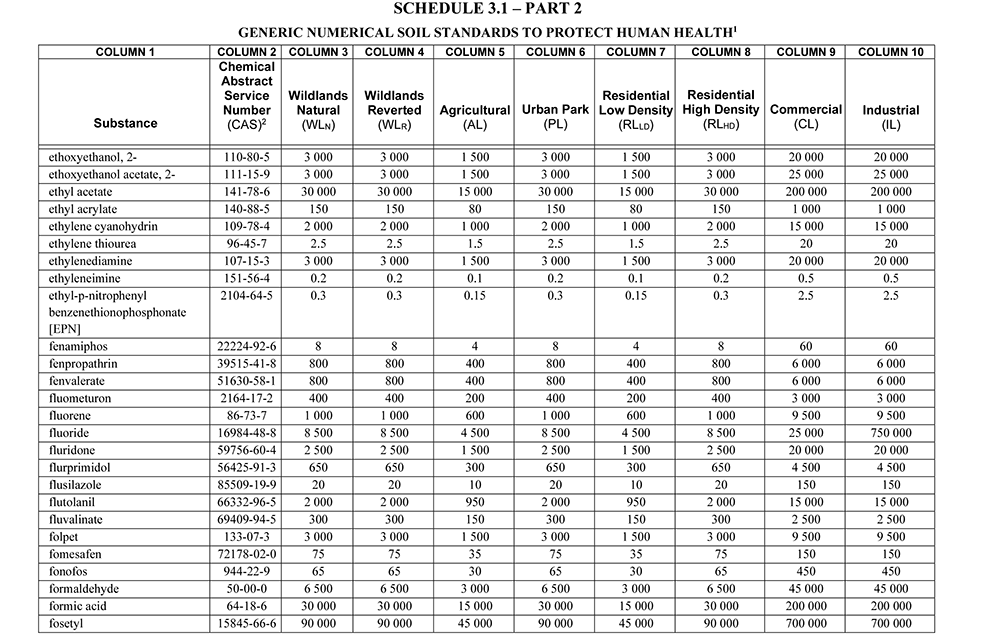 SCHEDULE 3.1 – PART 2
GENERIC NUMERICAL SOIL STANDARDS TO PROTECT HUMAN HEALTH1
COLUMN 1 COLUMN 2 COLUMN 3 COLUMN 4 COLUMN 5 COLUMN 6 COLUMN 7 COLUMN 8 COLUMN 9 COLUMN 10
Substance Chemical Abstract Service Number (CAS)2 Wildlands Natural (WLN) Wildlands Reverted (WLR) Agricultural (AL) Urban Park (PL) Residential Low Density (RLLD) Residential High Density (RLHD) Commercial (CL) Industrial (IL)
ethoxyethanol, 2- 110-80-5 3 000 3 000 1 500 3 000 1 500 3 000 20 000 20 000
ethoxyethanol acetate, 2- 111-15-9 3 000 3 000 1 500 3 000 1 500 3 000 25 000 25 000
ethyl acetate 141-78-6 30 000 30 000 15 000 30 000 15 000 30 000 200 000 200 000
ethyl acrylate 140-88-5 150 150 80 150 80 150 1 000 1 000
ethylene cyanohydrin 109-78-4 2 000 2 000 1 000 2 000 1 000 2 000 15 000 15 000
ethylene thiourea 96-45-7 2.5 2.5 1.5 2.5 1.5 2.5 20 20
ethylenediamine 107-15-3 3 000 3 000 1 500 3 000 1 500 3 000 20 000 20 000
ethyleneimine 151-56-4 0.2 0.2 0.1 0.2 0.1 0.2 0.5 0.5
ethyl-p-nitrophenyl 2104-64-5 0.3 0.3 0.15 0.3 0.15 0.3 2.5 2.5
benzenethionophosphonate
[EPN]
fenamiphos 22224-92-6 8 8 4 8 4 8 60 60
fenpropathrin 39515-41-8 800 800 400 800 400 800 6 000 6 000
fenvalerate 51630-58-1 800 800 400 800 400 800 6 000 6 000
fluometuron 2164-17-2 400 400 200 400 200 400 3 000 3 000
fluorene 86-73-7 1 000 1 000 600 1 000 600 1 000 9 500 9 500
fluoride 16984-48-8 8 500 8 500 4 500 8 500 4 500 8 500 25 000 750 000
fluridone 59756-60-4 2 500 2 500 1 500 2 500 1 500 2 500 20 000 20 000
flurprimidol 56425-91-3 650 650 300 650 300 650 4 500 4 500
flusilazole 85509-19-9 20 20 10 20 10 20 150 150
flutolanil 66332-96-5 2 000 2 000 950 2 000 950 2 000 15 000 15 000
fluvalinate 69409-94-5 300 300 150 300 150 300 2 500 2 500
folpet 133-07-3 3 000 3 000 1 500 3 000 1 500 3 000 9 500 9 500
fomesafen 72178-02-0 75 75 35 75 35 75 150 150
fonofos 944-22-9 65 65 30 65 30 65 450 450
formaldehyde 50-00-0 6 500 6 500 3 000 6 500 3 000 6 500 45 000 45 000
formic acid 64-18-6 30 000 30 000 15 000 30 000 15 000 30 000 200 000 200 000
fosetyl 15845-66-6 90 000 90 000 45 000 90 000 45 000 90 000 700 000 700 000